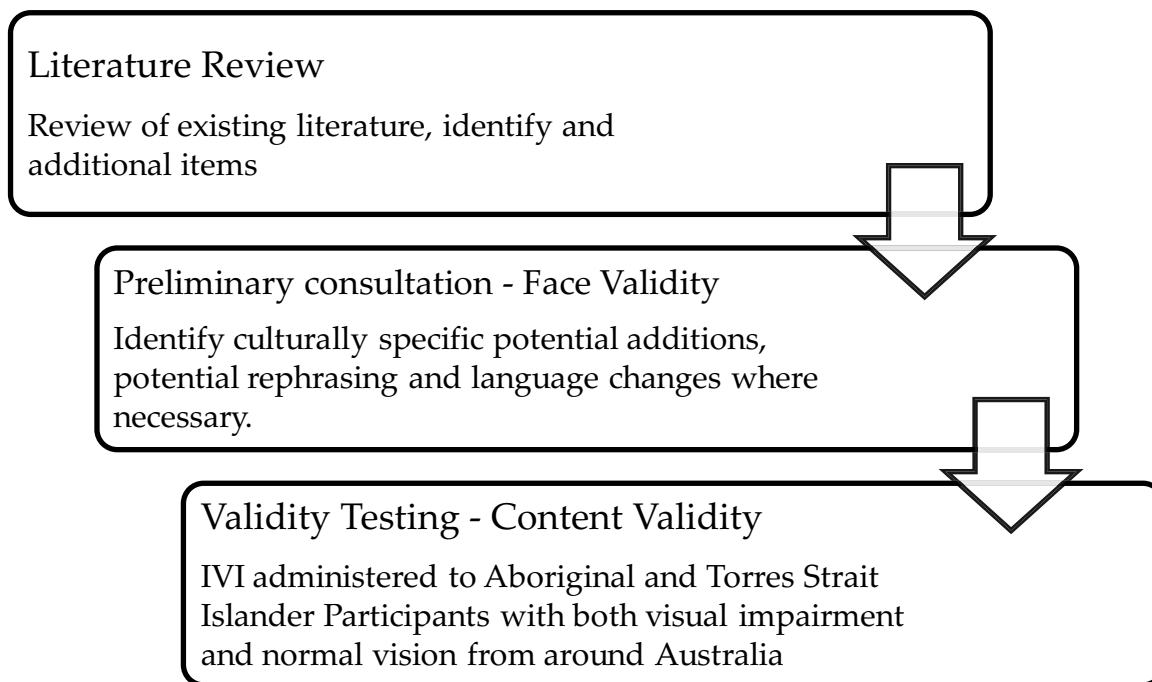 Literature Review
Review of existing literature, identify and
additional items
Preliminary consultation - Face Validity
Identify culturally specific potential additions,
potential rephrasing and language changes where
necessary.
Validity Testing - Content Validity
IVI administered to Aboriginal and Torres Strait
Islander Participants with both visual impairment
and normal vision from around Australia